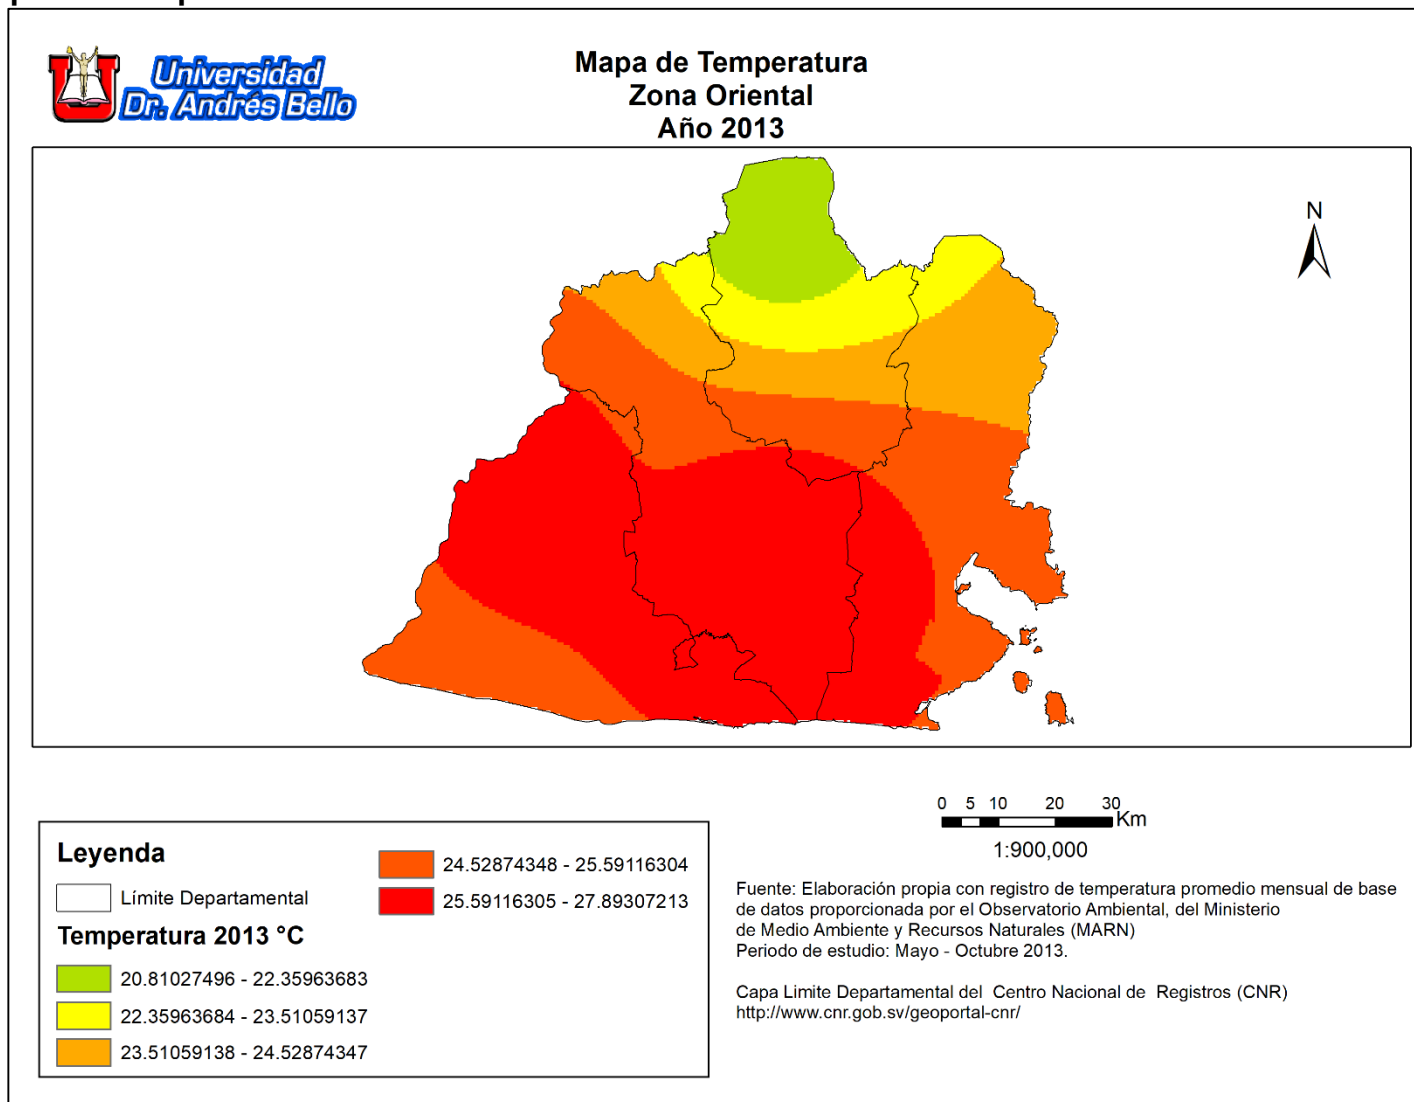 Universidad
Dr. Andrés Bello
Mapa de Temperatura
Zona Oriental
Año 2013
N
0 5 10 20 30
Km
1:900,000
Leyenda
Límite Departamental
Temperatura 2013 °C
20.81027496 - 22.35963683
22.35963684 - 23.51059137
23.51059138 - 24.52874347
24.52874348 - 25.59116304
25.59116305 - 27.89307213
Fuente: Elaboración propia con registro de temperatura promedio mensual de base
de datos proporcionada por el Observatorio Ambiental, del Ministerio
de Medio Ambiente y Recursos Naturales (MARN)
Periodo de estudio: Mayo - Octubre 2013.
Capa Limite Departamental del Centro Nacional de Registros (CNR)
http://www.cnr.gob.sv/geoportal-cnr/